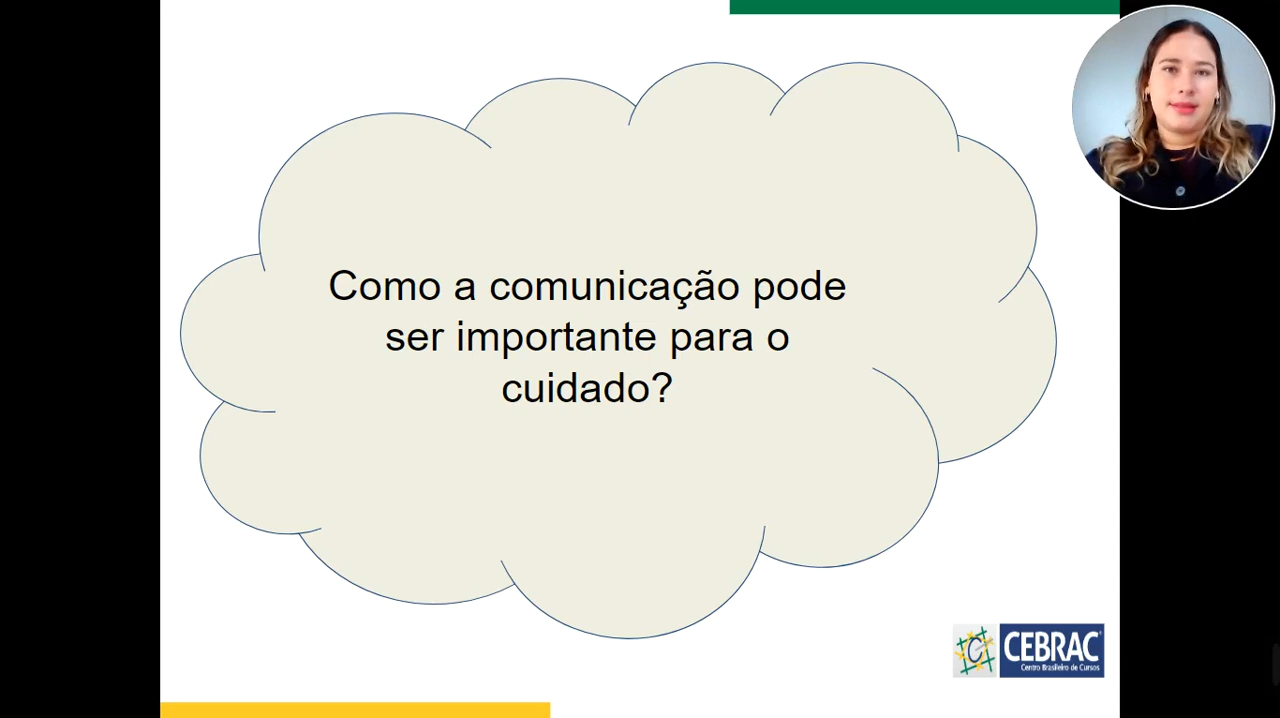 Como a comunicação pode
ser importante para o
cuidado?
CEBRAC
Centro Brasileiro de Cursos